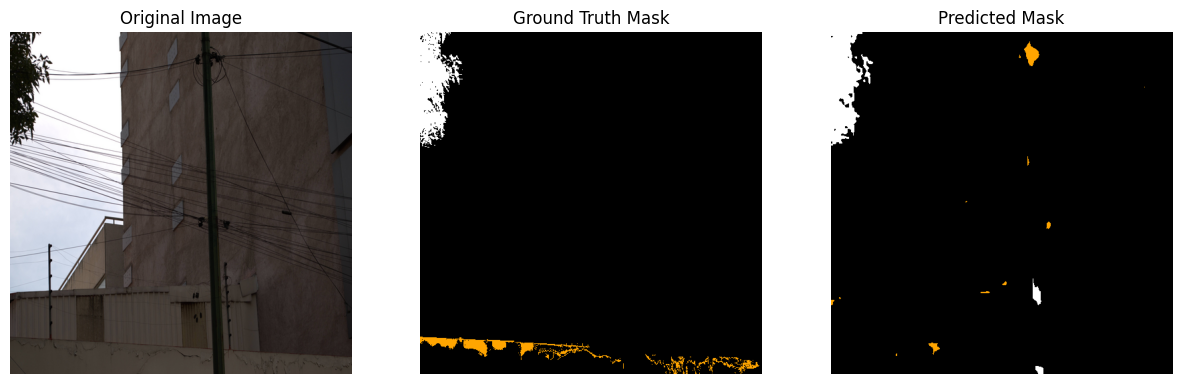 Original Image
Ground Truth Mask
Predicted Mask